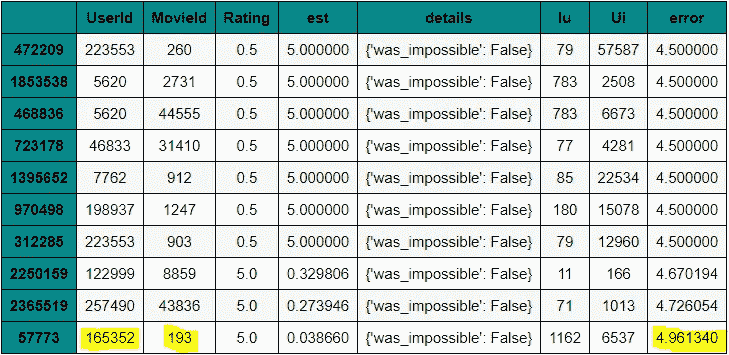 UserId MovieId Rating est details Iu Ui error
472209 223553 260 0.5 5.000000 {'was_impossible': False} 79 57587 4.500000
1853538 5620 2731 0.5 5.000000 {'was_impossible': False} 783 2508 4.500000
468836 5620 44555 0.5 5.000000 {'was_impossible': False} 783 6673 4.500000
723178 46833 31410 0.5 5.000000 {'was_impossible': False} 77 4281 4.500000
1395652 7762 912 0.5 5.000000 {'was_impossible': False} 85 22534 4.500000
970498 198937 1247 0.5 5.000000 {'was_impossible': False} 180 15078 4.500000
312285 223553 903 0.5 5.000000 {'was_impossible': False} 79 12960 4.500000
2250159 122999 8859 5.0 0.329806 {'was_impossible': False} 11 166 4.670194
2365519 257490 43836 5.0 0.273946 {'was_impossible': False} 71 1013 4.726054
57773 165352 193 5.0 0.038660 {'was_impossible': False} 1162 6537 4.961340